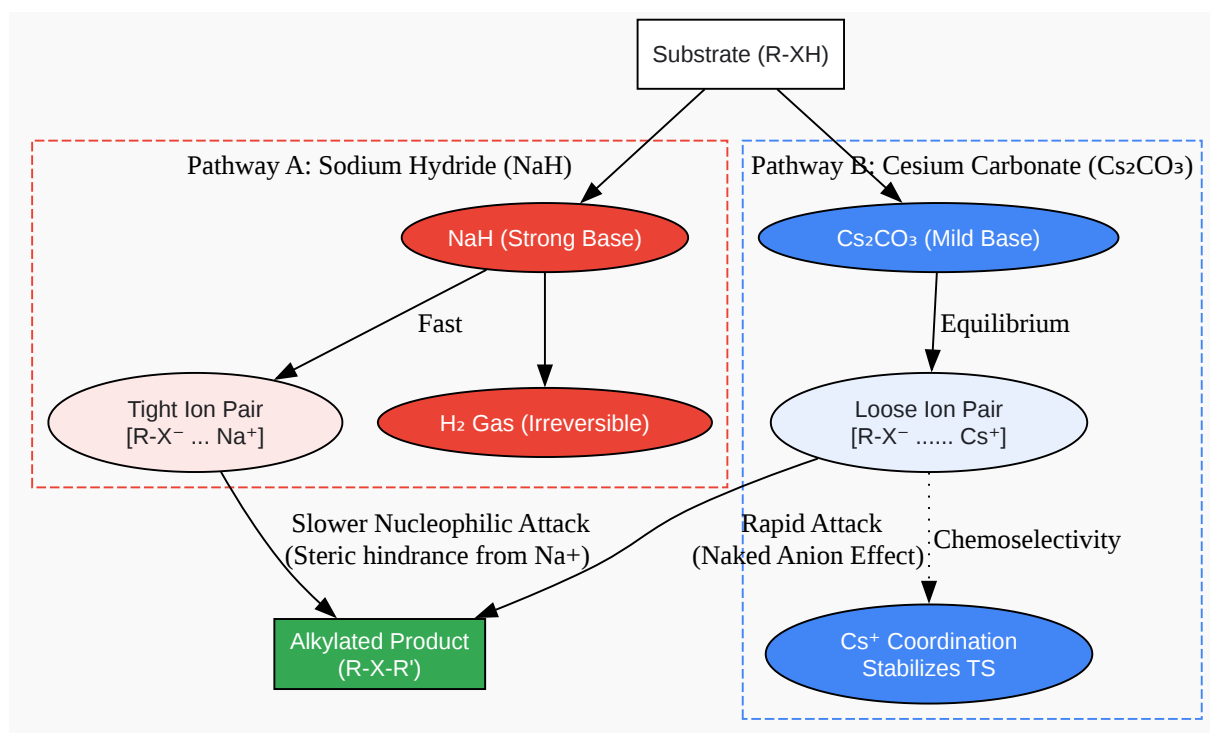 Substrate (R-XH)
Pathway A: Sodium Hydride (NaH)
Pathway B: Cesium Carbonate (Cs₂CO₃)
NaH (Strong Base)
Cs₂CO₃ (Mild Base)
Fast
Equilibrium
Tight Ion Pair
[R-X⁻ ... Na⁺]
H₂ Gas (Irreversible)
Loose Ion Pair
[R-X⁻ ...... Cs⁺]
Slower Nucleophilic Attack
(Steric hindrance from Na+)
Rapid Attack
(Naked Anion Effect)
Chemoselectivity
Alkylated Product
(R-X-R')
Cs⁺ Coordination
Stabilizes TS